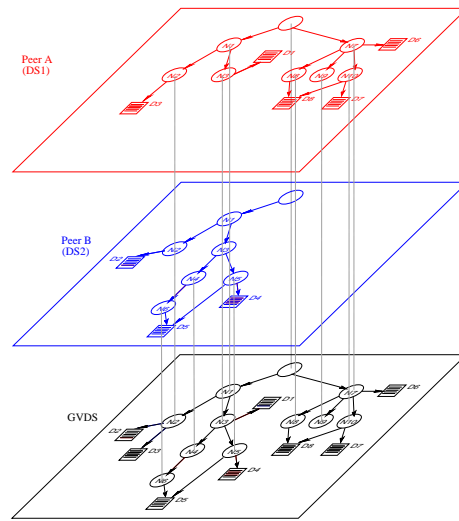 Peer A
(DS1)
N1
N7
D6
D1
N2
N3
N8
N9
N10
D3
D8
D7
Peer B
(DS2)
N1
N2
N3
D2
N4
N5
D4
N6
D5
GVDS
N1
N7
D6
D1
D2
N2
N3
N8
N9
N10
D3
N4
N5
D8
D7
D4
N6
D5